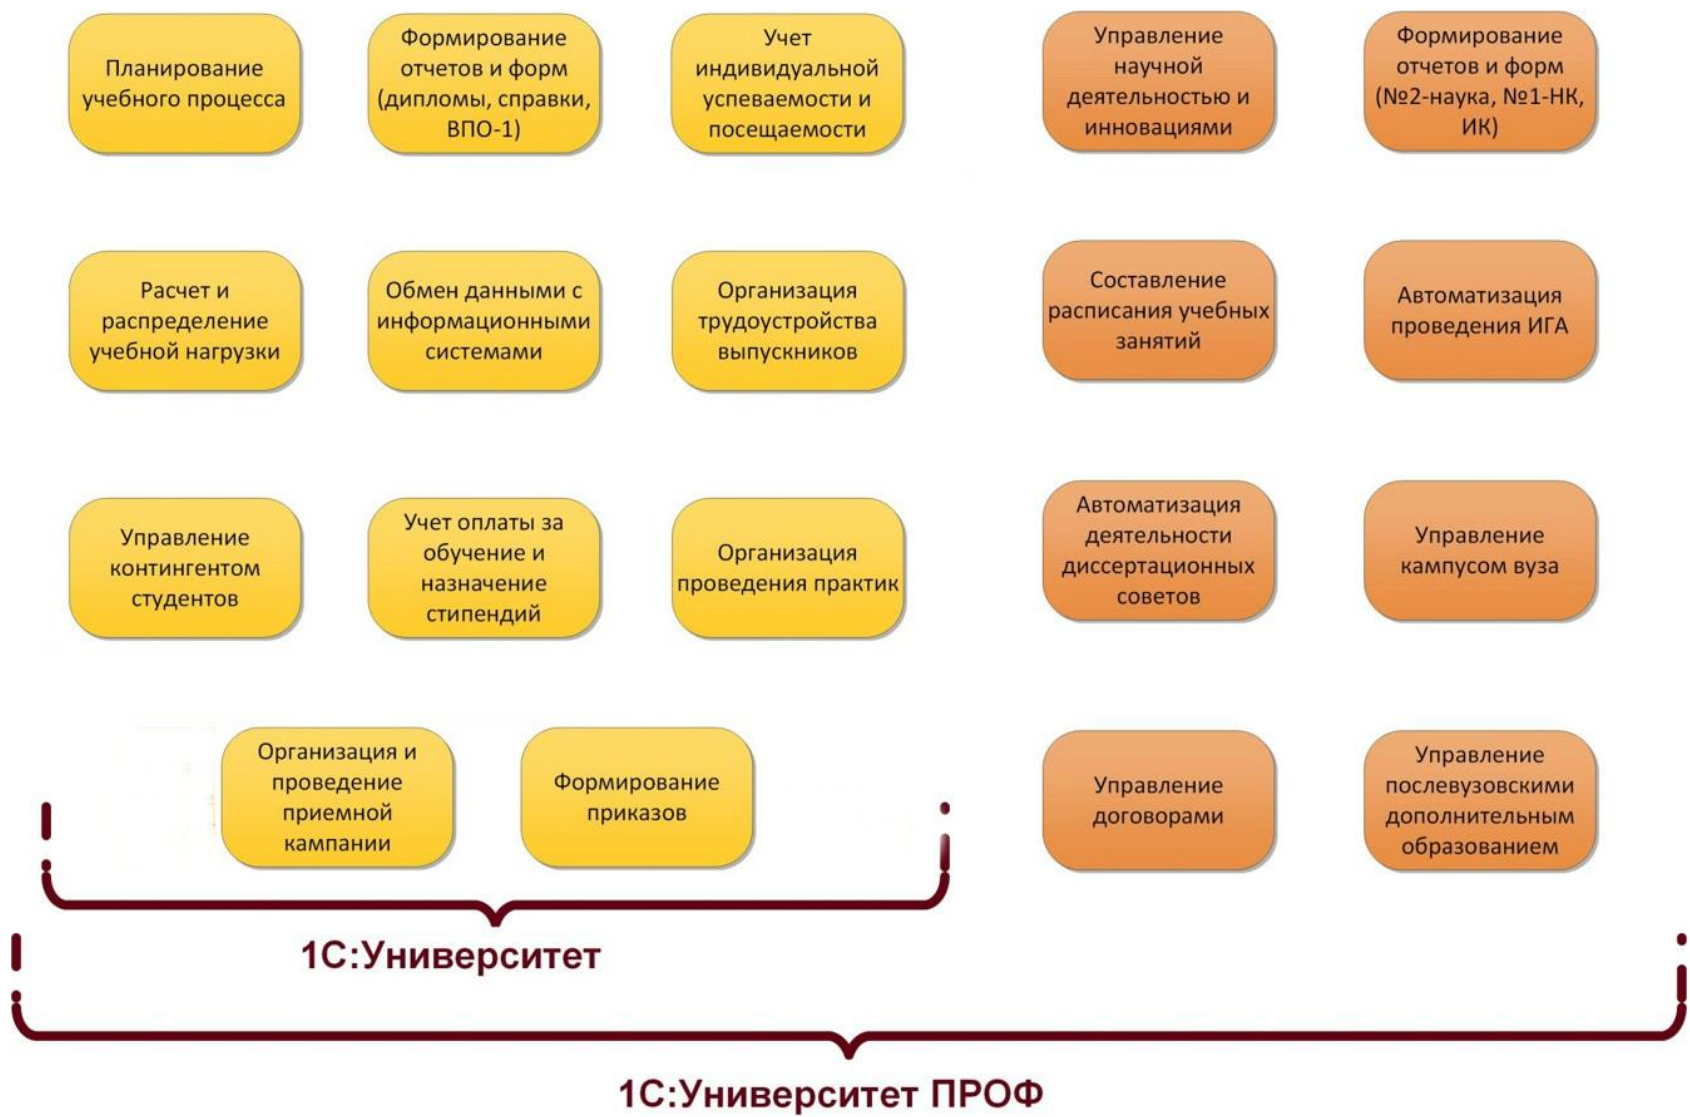 Планирование
учебного процесса
Формирование
отчетов и форм
(дипломы, справки,
ВПО-1)
Учет
индивидуальной
успеваемости и
посещаемости
Управление
научной
деятельностью и
инновациями
Формирование
отчетов и форм
(№2-наука, №1-НК,
ИК)
Расчет и
распределение
учебной нагрузки
Обмен данными с
информационными
системами
Организация
трудоустройства
выпускников
Составление
расписания учебных
занятий
Автоматизация
проведения ИГА
Управление
контингентом
студентов
Учет оплаты за
обучение и
назначение
стипендий
Организация
проведения практик
Автоматизация
деятельности
диссертационных
советов
Управление
кампусом вуза
Организация и
проведение
приемной
кампании
Формирование
приказов
Управление
договорами
Управление
послевузовскими
дополнительным
образованием
1С:Университет
1С:Университет ПРОФ